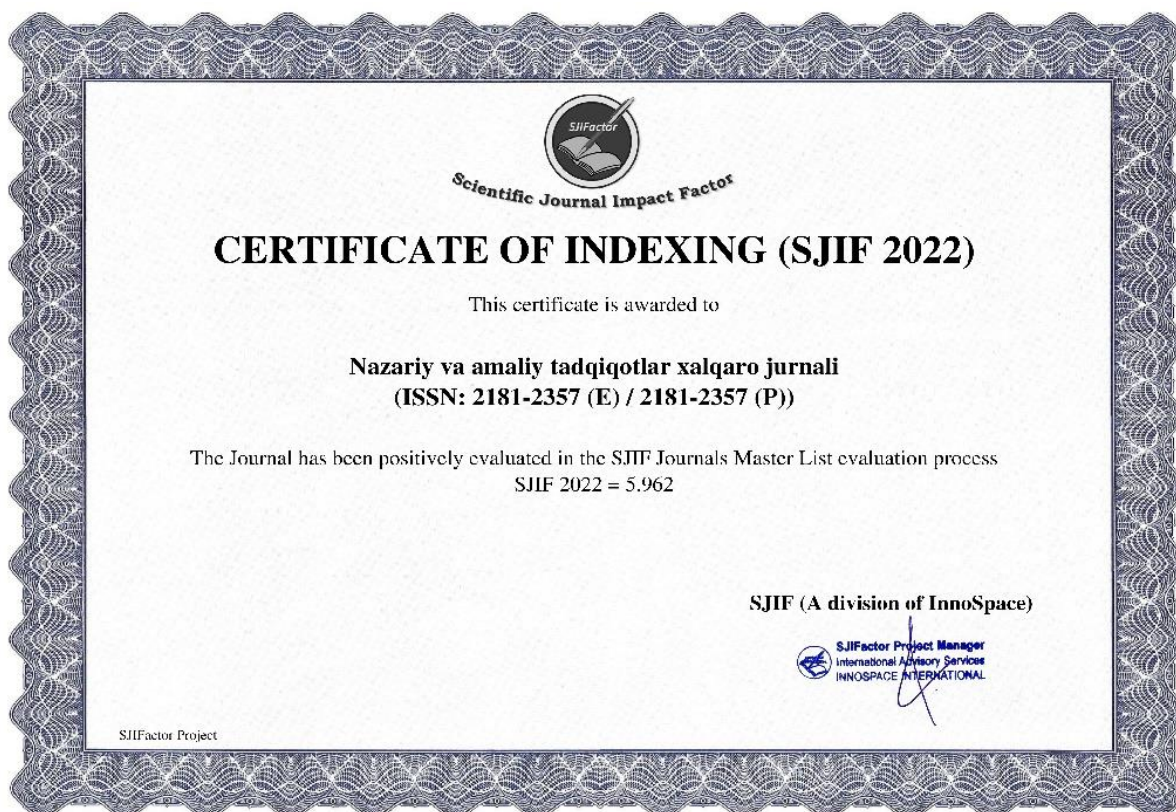 SJIFactor
Scientific Journal Impact Factor
CERTIFICATE OF INDEXING (SJIF 2022)
This certificate is awarded to
Nazariy va amaliy tadqiqotlar xalqaro jurnali
(ISSN: 2181-2357 (E) / 2181-2357 (P))
The Journal has been positively evaluated in the SJIF Journals Master List evaluation process
SJIF 2022 = 5.962
SJIF (A division of InnoSpace)
SJIFactor Project Manager
International Advisory Services
INNOSPACE INTERNATIONAL
SJIFactor Project